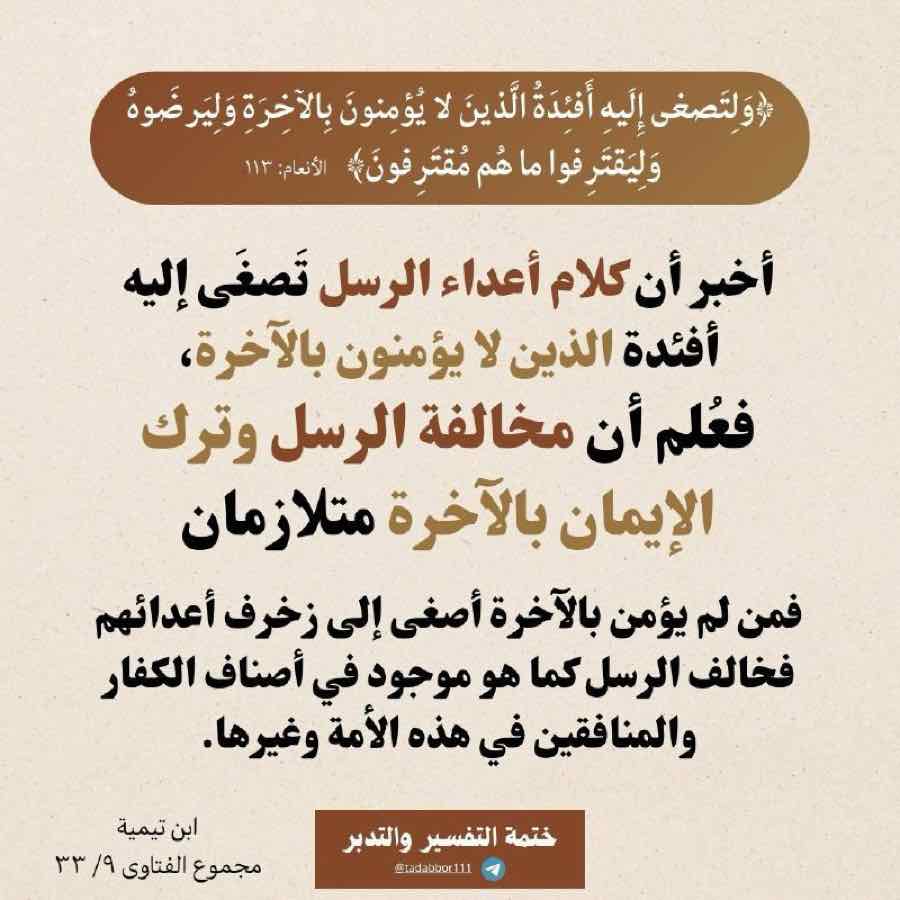 ﴿وَلِتَصغى إِلَيهِ أَفئِدَةُ الَّذينَ لا يُؤمِنونَ بِالآخِرَةِ وَلِيَرضَوهُ
وَلِيَقتَرِفوا ما هُم مُقتَرِفونَ﴾ الأنعام: ١١٣
أخبر أن كلام أعداء الرسل تَصغَى إليه
أفئدة الذين لا يؤمنون بالآخرة،
فعُلم أن مخالفة الرسل وترك
الإيمان بالآخرة متلازمان
فمن لم يؤمن بالآخرة أصغى إلى زخرف أعدائهم
فخالف الرسل كما هو موجود في أصناف الكفار
والمنافقين في هذه الأمة وغيرها.
ابن تيمية
مجموع الفتاوى ٩/ ٣٣
ختمة التفسير والتدبر
@tadabbor111